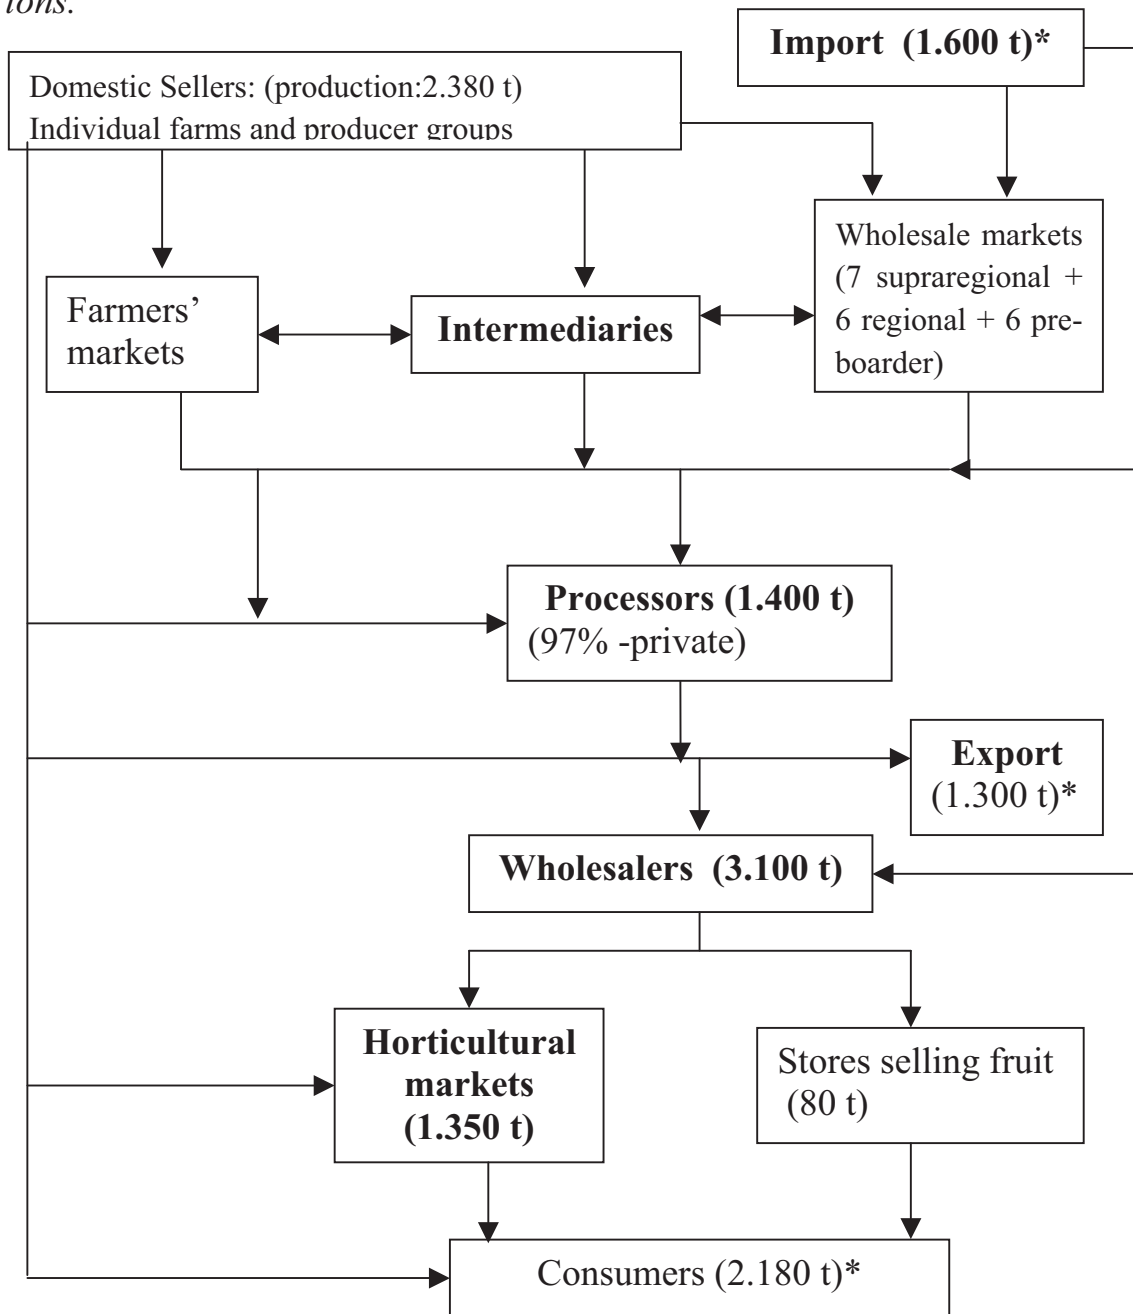 tons.
Import (1.600 t)*
Domestic Sellers: (production:2.380 t)
Individual farms and producer groups
Wholesale markets
(7 supraregional +
6 regional + 6 pre-
boarder)
Farmers’
markets
Intermediaries
Processors (1.400 t)
(97% -private)
Export
(1.300 t)*
Wholesalers (3.100 t)
Horticultural
markets
(1.350 t)
Stores selling fruit
(80 t)
Consumers (2.180 t)*